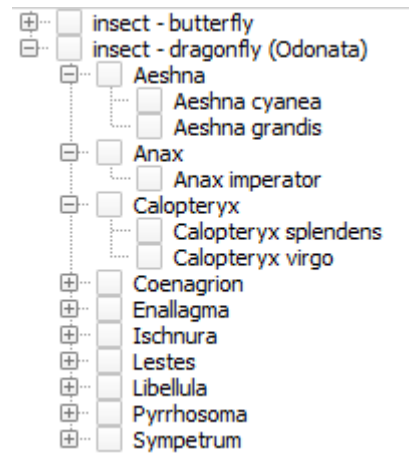 insect - butterfly
insect - dragonfly (Odonata)
Aeshna
Aeshna cyanea
Aeshna grandis
Anax
Anax imperator
Calopteryx
Calopteryx splendens
Calopteryx virgo
Coenagrion
Enallagma
Ischnura
Lestes
Libellula
Pyrrhosoma
Sympetrum